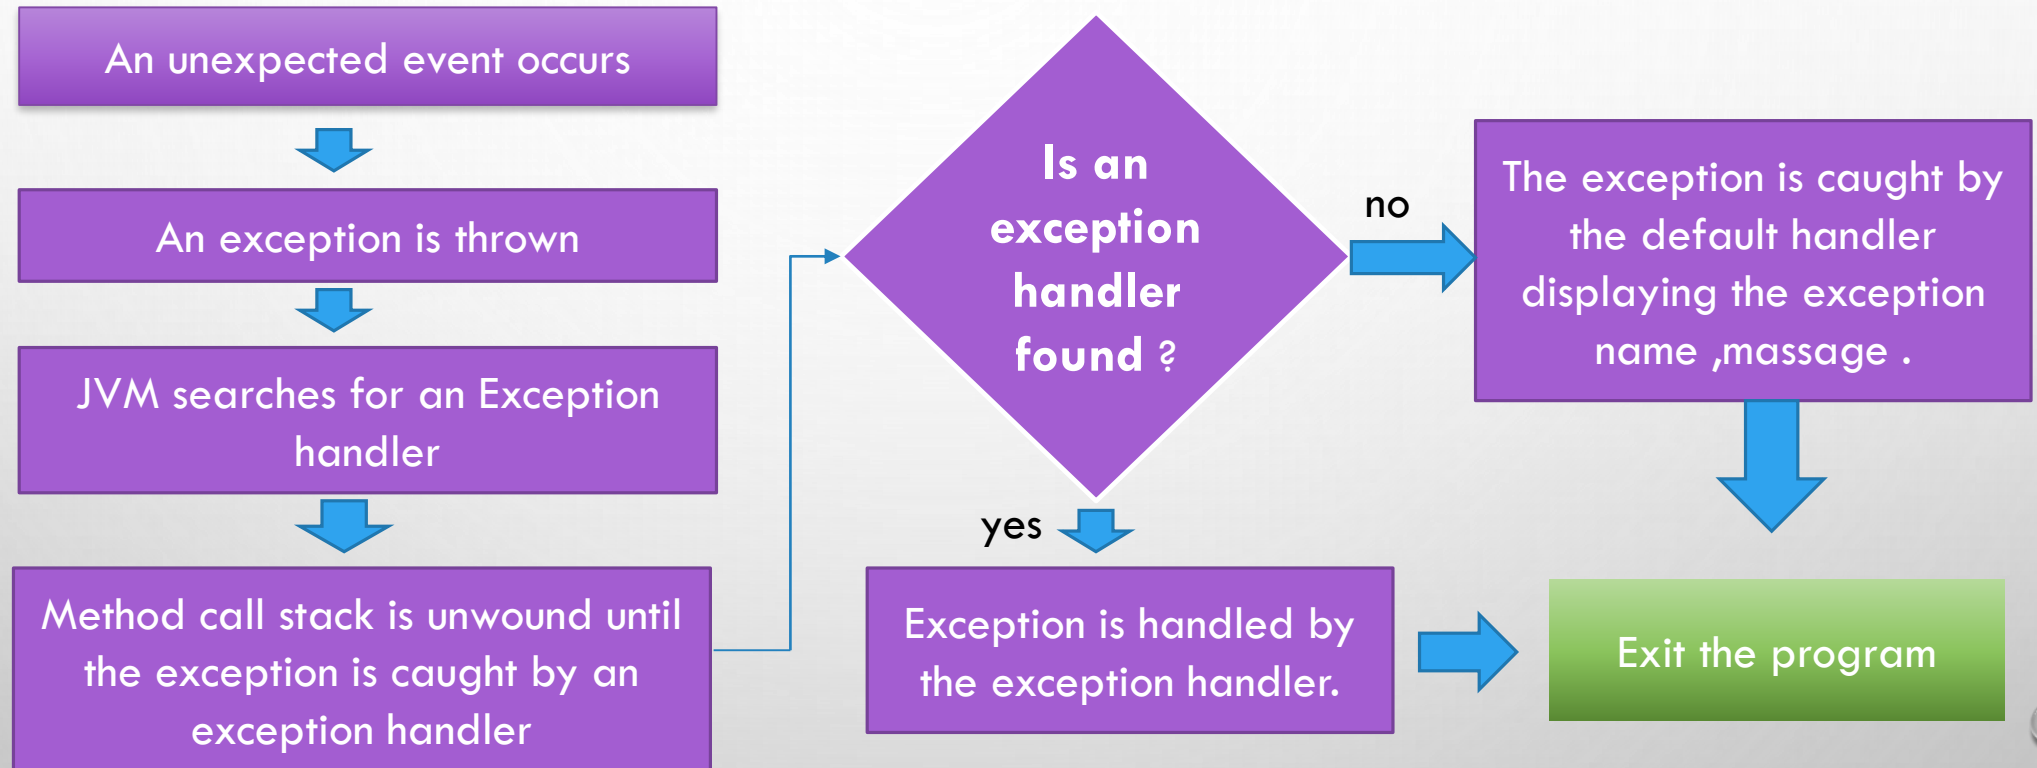 An unexpected event occurs
An exception is thrown
JVM searches for an Exception
handler
Method call stack is unwound until
the exception is caught by an
exception handler
Is an
exception
handler
found ?
no
The exception is caught by
the default handler
displaying the exception
name ,massage .
yes
Exception is handled by
the exception handler.
Exit the program